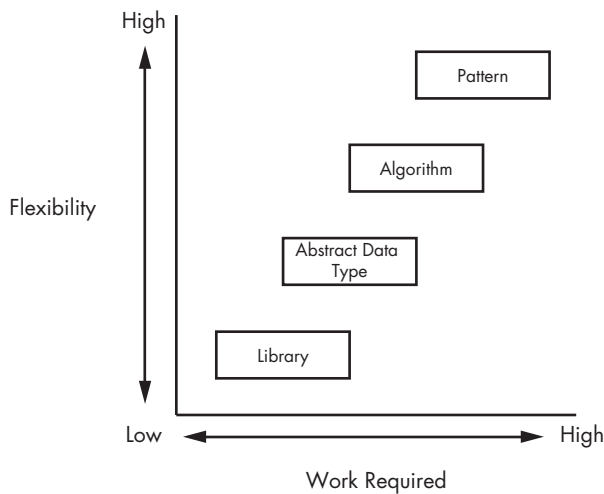 High
Pattern
Algorithm
Flexibility
Abstract Data
Type
Library
Low
High
Work Required